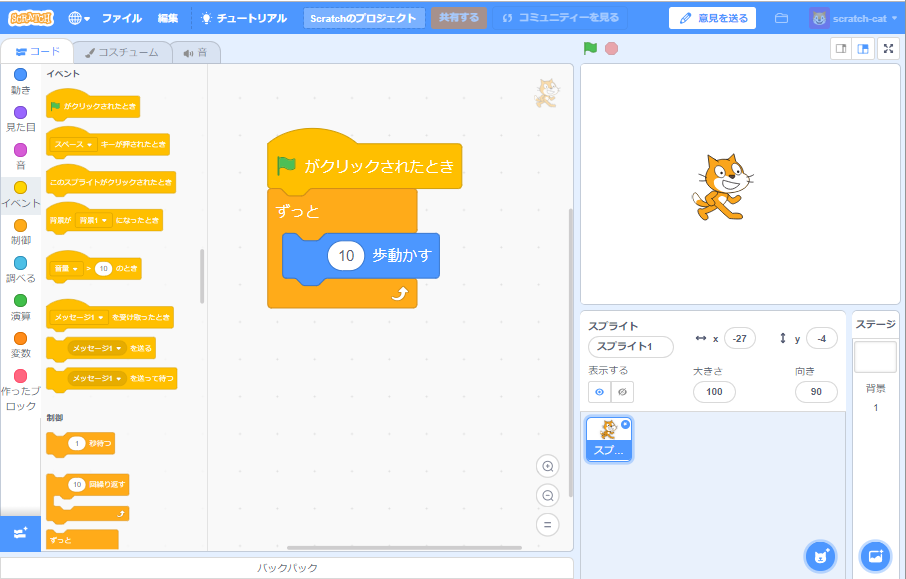 SCRATCH ファイル 編集 チュートリアル Scratchのプロジェクト 共有する コミュニティーを見る 意見を送る scratch-cat
コード コスチューム 音
動き
見た目
音
イベント
制御
調べる
演算
変数
作ったブ
ロック
イベント
がクリックされたとき
スペース キーが押されたとき
このスプライトがクリックされたとき
背景が 背景1 になったとき
音量 > 10 のとき
メッセージ1 を受け取ったとき
メッセージ1 を送る
メッセージ1 を送って待つ
制御
1 秒待つ
10 回繰り返す
ずっと
がクリックされたとき
ずっと
10 歩動かす
バックパック
スプライト
スプライト1
x -27 y -4
表示する 大きさ 向き
100 90
スプ...
ステージ
背景
1